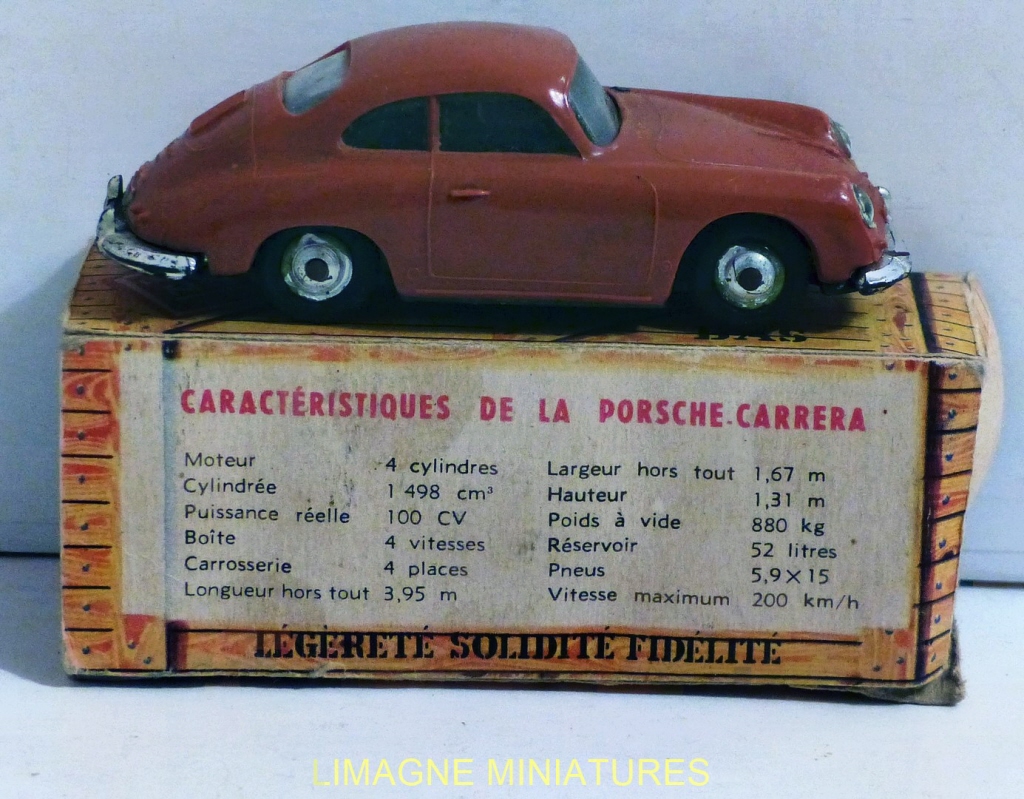 CARACTÉRISTIQUES DE LA PORSCHE-CARRERA
Moteur 4 cylindres
Cylindrée 1 498 cm³
Puissance réelle 100 CV
Boîte 4 vitesses
Carrosserie 4 places
Longueur hors tout 3,95 m
Largeur hors tout 1,67 m
Hauteur 1,31 m
Poids à vide 880 kg
Réservoir 52 litres
Pneus 5,9 × 15
Vitesse maximum 200 km/h
LÉGÈRETÉ SOLIDITÉ FIDÉLITÉ
LIMAGNE MINIATURES